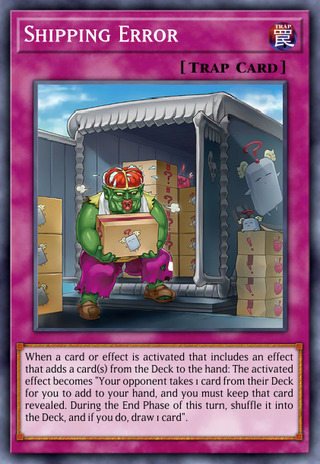 Shipping Error
TRAP
罠
[ Trap Card ]
When a card or effect is activated that includes an effect
that adds a card(s) from the Deck to the hand: The activated
effect becomes "Your opponent takes 1 card from their Deck
for you to add to your hand, and you must keep that card
revealed. During the End Phase of this turn, shuffle it into
the Deck, and if you do, draw 1 card".